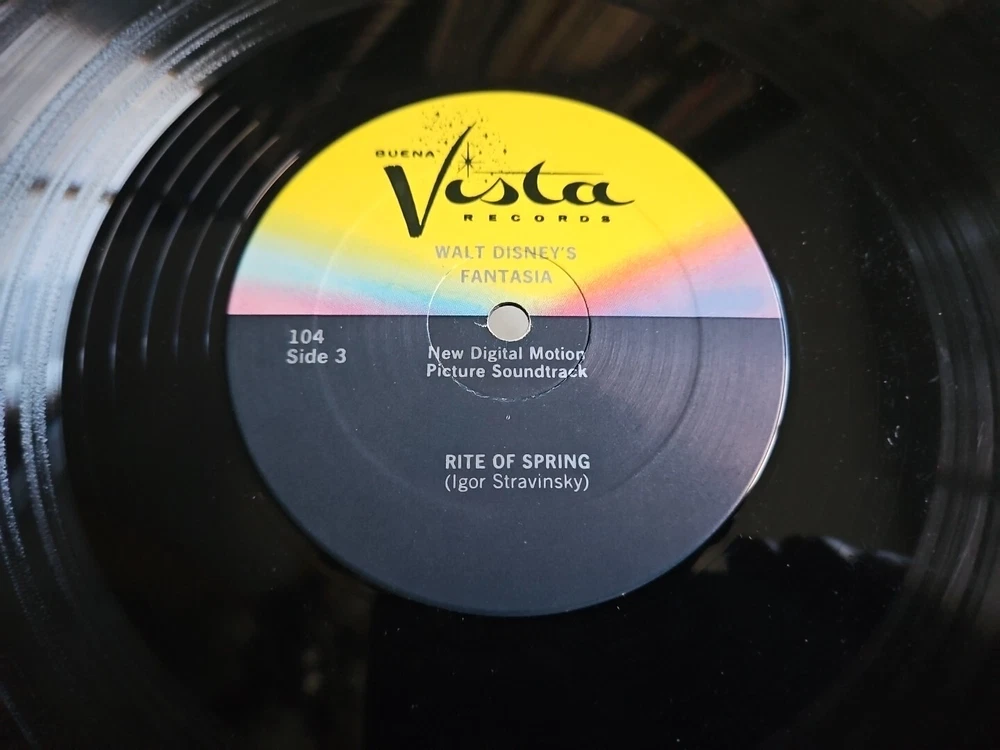 BUENA
Vista
RECORDS
WALT DISNEY'S
FANTASIA
104
Side 3
New Digital Motion
Picture Soundtrack
RITE OF SPRING
(Igor Stravinsky)